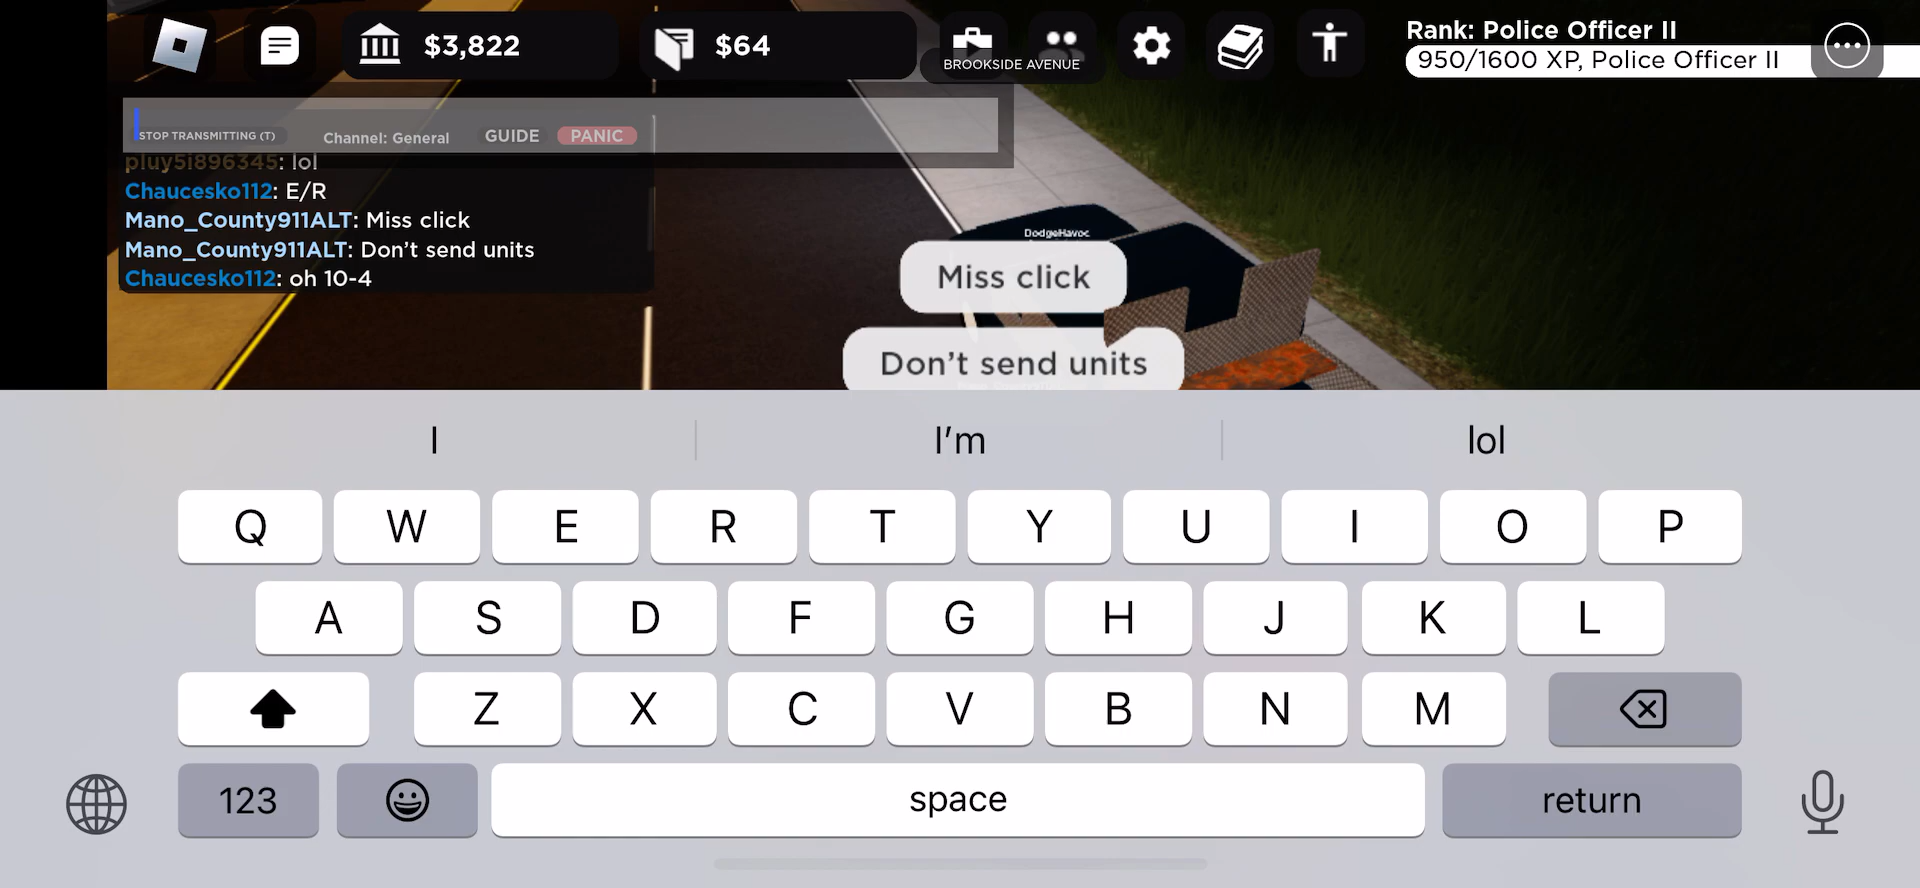 $3,822
$64
BROOKSIDE AVENUE
Rank: Police Officer II
950/1600 XP, Police Officer II
STOP TRANSMITTING (T)
Channel: General
GUIDE
PANIC
pluy5i896345: lol
Chaucesko112: E/R
Mano_County911ALT: Miss click
Mano_County911ALT: Don’t send units
Chaucesko112: oh 10-4
DodgeHavoc
Miss click
Don’t send units
I I'm lol
Q W E R T Y U I O P
A S D F G H J K L
Z X C V B N M
123 space return